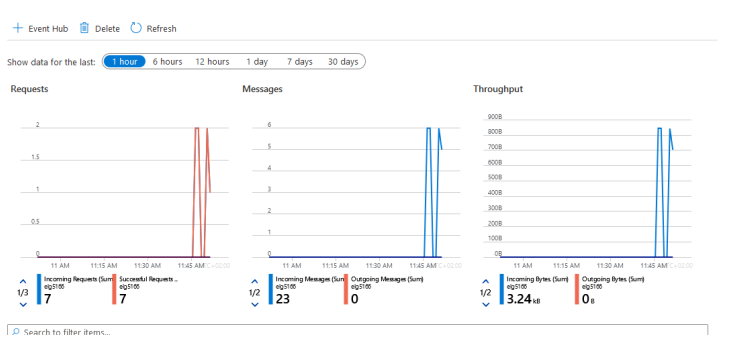 + Event Hub Delete Refresh
Show data for the last: 1 hour 6 hours 12 hours 1 day 7 days 30 days
Requests
2
1.5
1
0.5
0
11 AM 11:15 AM 11:30 AM 11:45 AM UTC+02:00
1/3
Incoming Requests (Sum)
elg5166
7
Successful Requests ...
elg5166
7
Messages
6
5
4
3
2
1
0
11 AM 11:15 AM 11:30 AM 11:45 AM UTC+02:00
1/2
Incoming Messages (Sum)
elg5166
23
Outgoing Messages (Sum)
elg5166
0
Throughput
900B
800B
700B
600B
500B
400B
300B
200B
100B
0B
11 AM 11:15 AM 11:30 AM 11:45 AM UTC+02:00
1/2
Incoming Bytes (Sum)
elg5166
3.24 kB
Outgoing Bytes (Sum)
elg5166
0 B
Search to filter items...